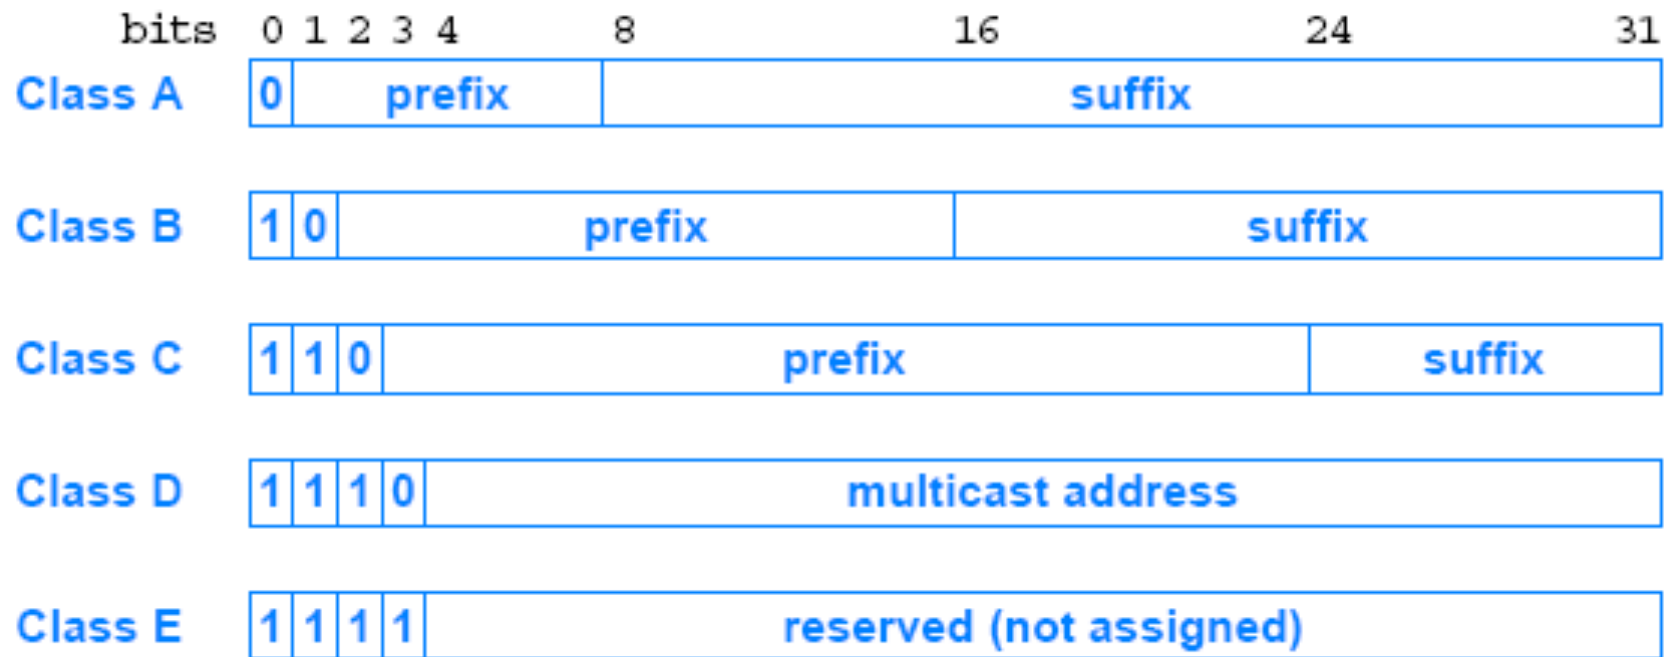 bits 0 1 2 3 4 8 16 24 31
Class A 0 prefix suffix
Class B 1 0 prefix suffix
Class C 1 1 0 prefix suffix
Class D 1 1 1 0 multicast address
Class E 1 1 1 1 reserved (not assigned)